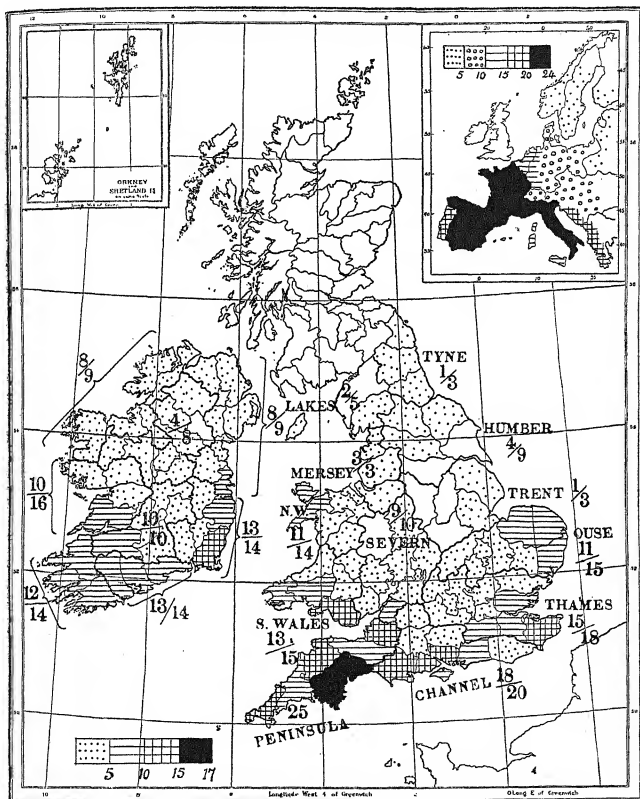 ORKNEY
SHETLAND Is
5 10 15 20 24
TYNE
1/3
2/5
LAKES
8/9
8/9
4/8
HUMBER
4/9
3/3
MERSEY
TRENT 1/3
10/16
N.W.
11/14
9/10
SEVERN
OUSE
11/15
10/10
13/14
12/14
13/14
S. WALES
13/15
THAMES
15/18
CHANNEL 18/20
25
PENINSULA
5 10 15 17
Longitude West 4 of Greenwich
0 Long E of Greenwich